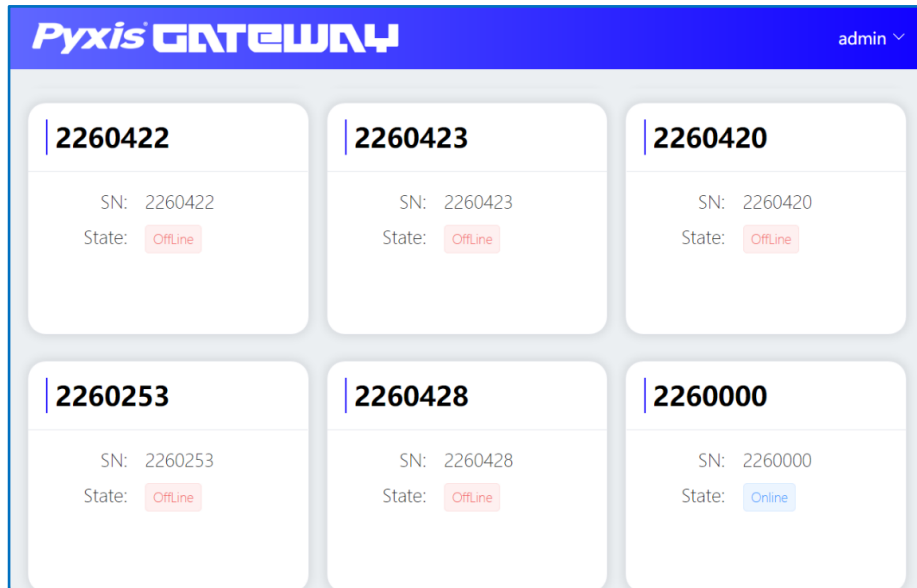 Pyxis GATEWAY
admin
2260422
SN: 2260422
State: OffLine
2260423
SN: 2260423
State: OffLine
2260420
SN: 2260420
State: OffLine
2260253
SN: 2260253
State: OffLine
2260428
SN: 2260428
State: OffLine
2260000
SN: 2260000
State: Online